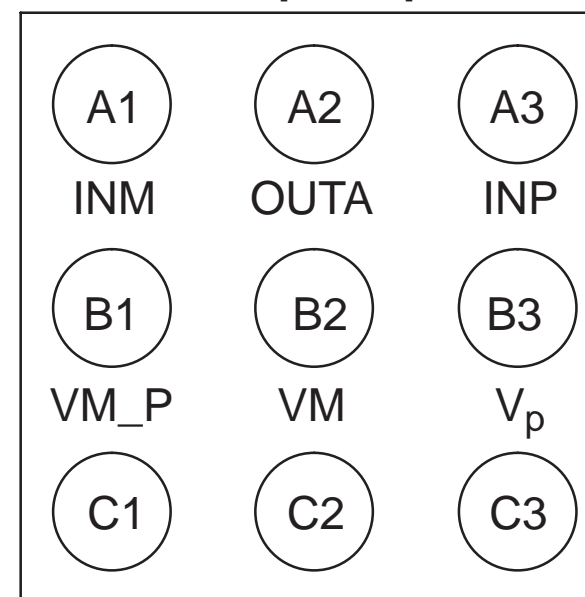 A1 A2 A3
INM OUTA INP
B1 B2 B3
VM_P VM Vp
C1 C2 C3